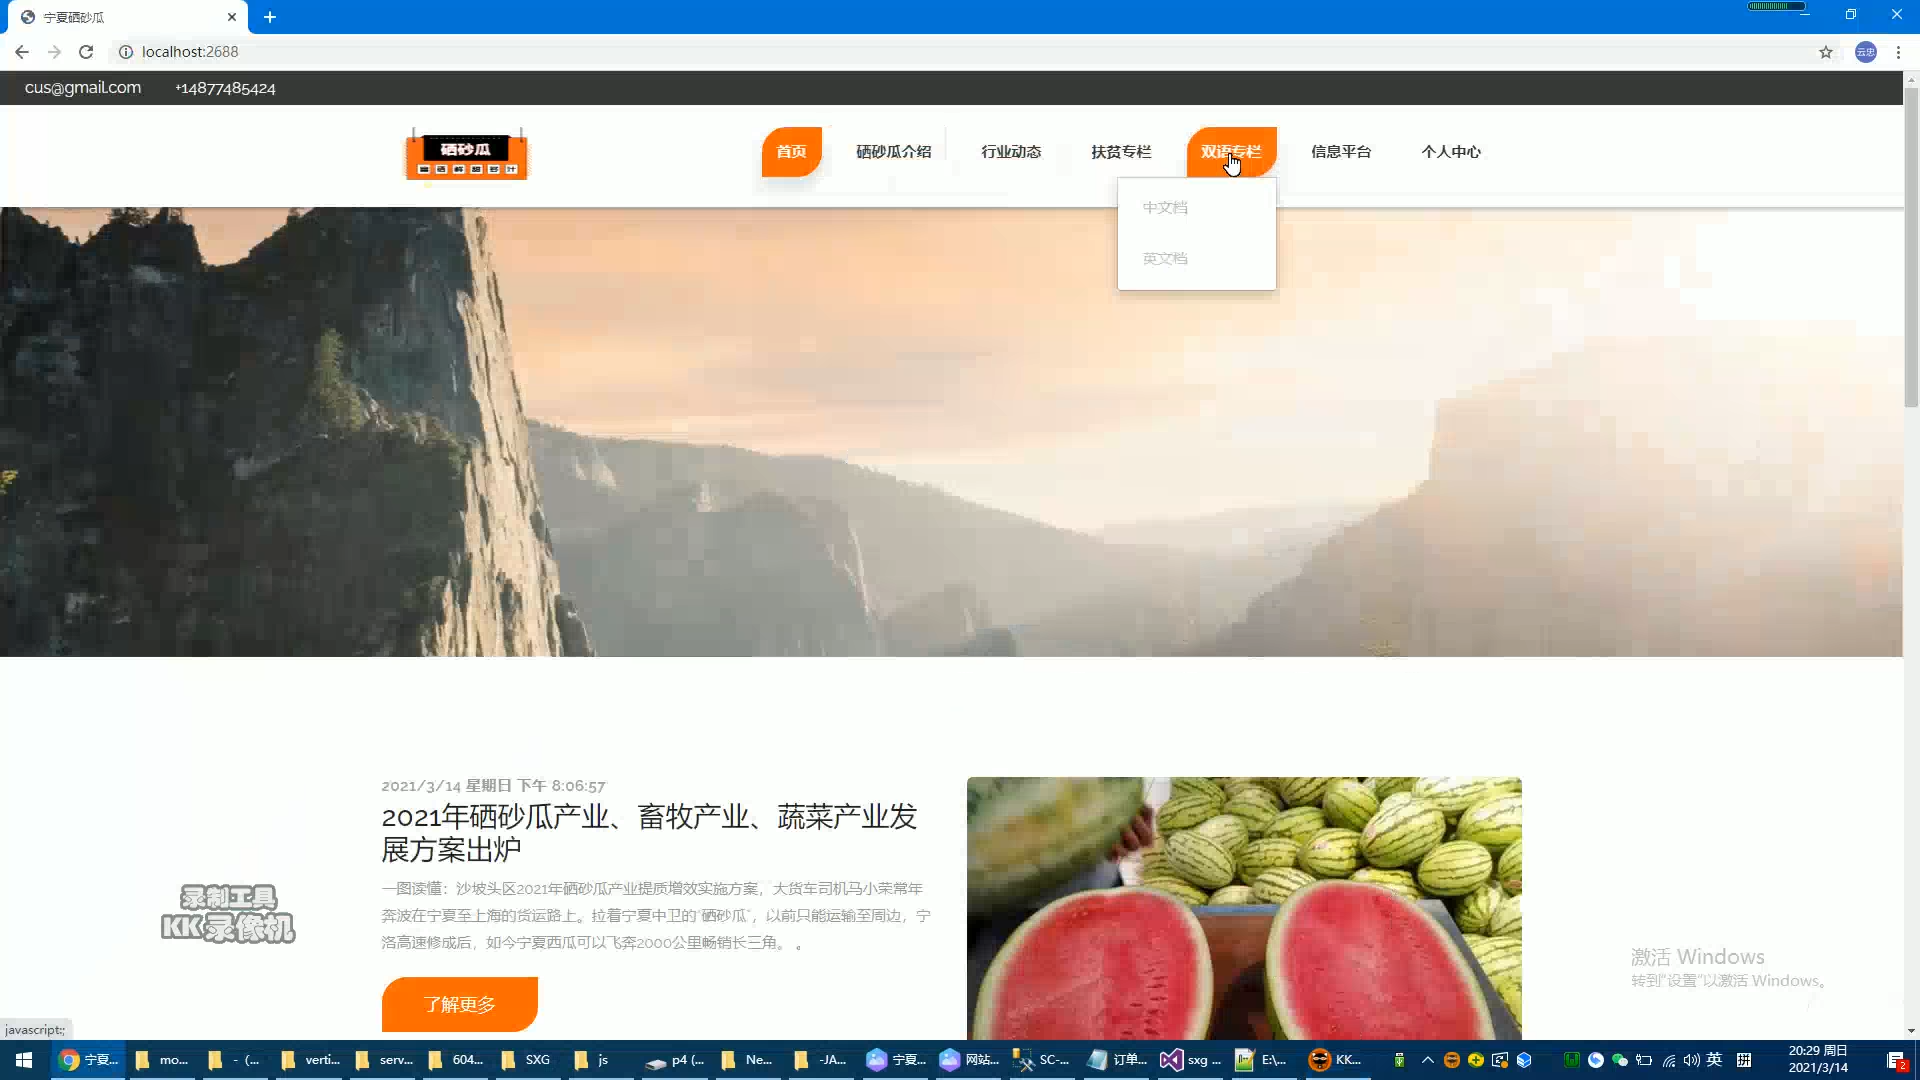 宁夏硒砂瓜
localhost:2688
云忠
cus@gmail.com +14877485424
硒砂瓜
首页 硒砂瓜介绍 行业动态 扶贫专栏 双语专栏 信息平台 个人中心
中文档
英文档
2021/3/14 星期日 下午 8:06:57
2021年硒砂瓜产业、畜牧产业、蔬菜产业发
展方案出炉
一图读懂：沙坡头区2021年硒砂瓜产业提质增效实施方案，大货车司机马小荣常年
奔波在宁夏至上海的货运路上。拉着宁夏中卫的“硒砂瓜”，以前只能运输至周边，宁
洛高速修成后，如今宁夏西瓜可以飞奔2000公里畅销长三角。 。
了解更多
录制工具
KK录像机
激活 Windows
转到"设置"以激活 Windows。
javascript:;
宁夏... mo... - (... verti... serv... 604... SXG js p4 (... Ne... -JA... 宁夏... 网站... SC-... 订单... sxg ... E:\... KK... 英 拼 20:29 周日
2021/3/14
2